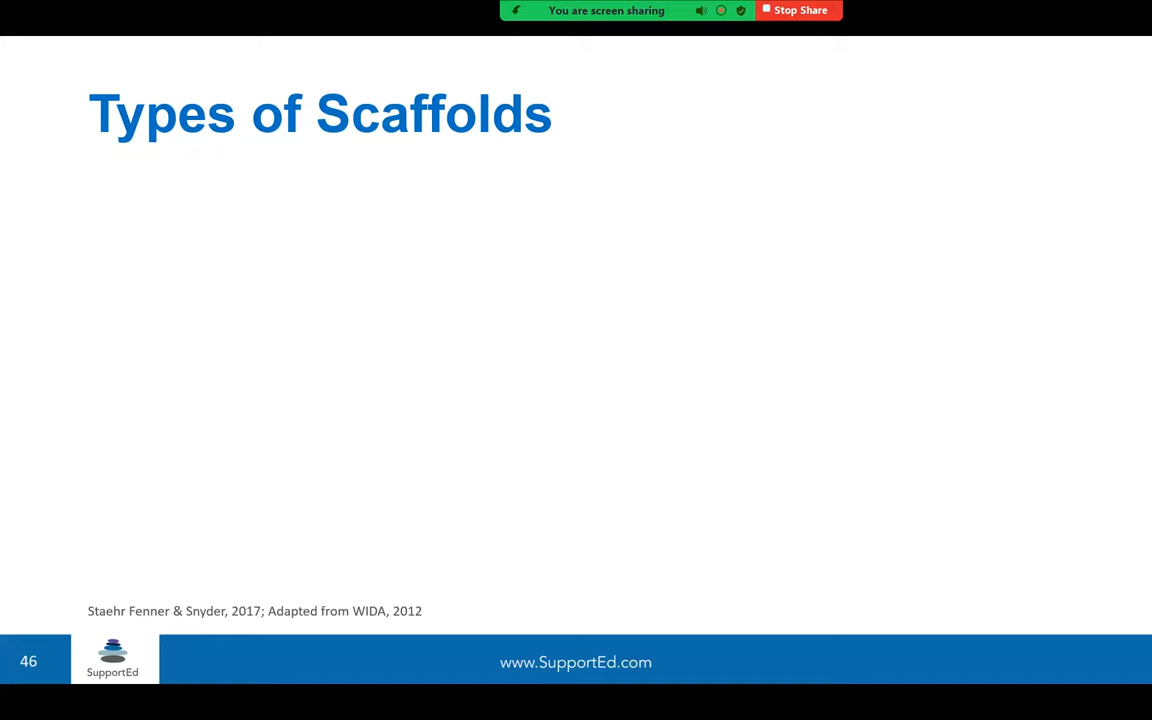 You are screen sharing
Stop Share
Types of Scaffolds
Staehr Fenner & Snyder, 2017; Adapted from WIDA, 2012
46
SupportEd
www.SupportEd.com